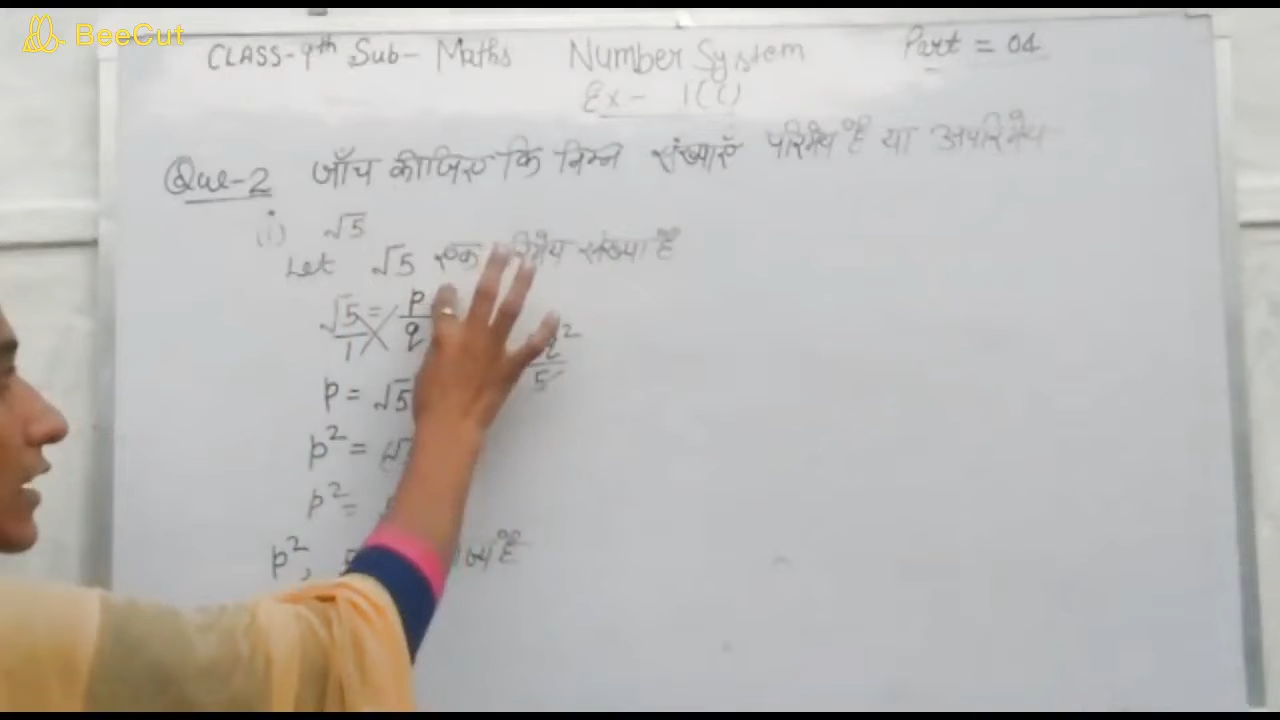 BeeCut
CLASS-9th Sub- Maths Number System Part = 04
Ex- 1(C)
Que-2 जाँच कीजिए कि निम्न संख्याएँ परिमेय है या अपरिमेय
(i) √5
Let √5 एक परिमेय संख्या है
√5/1 = p/q
p = √5
p² =
p² =
p², 5